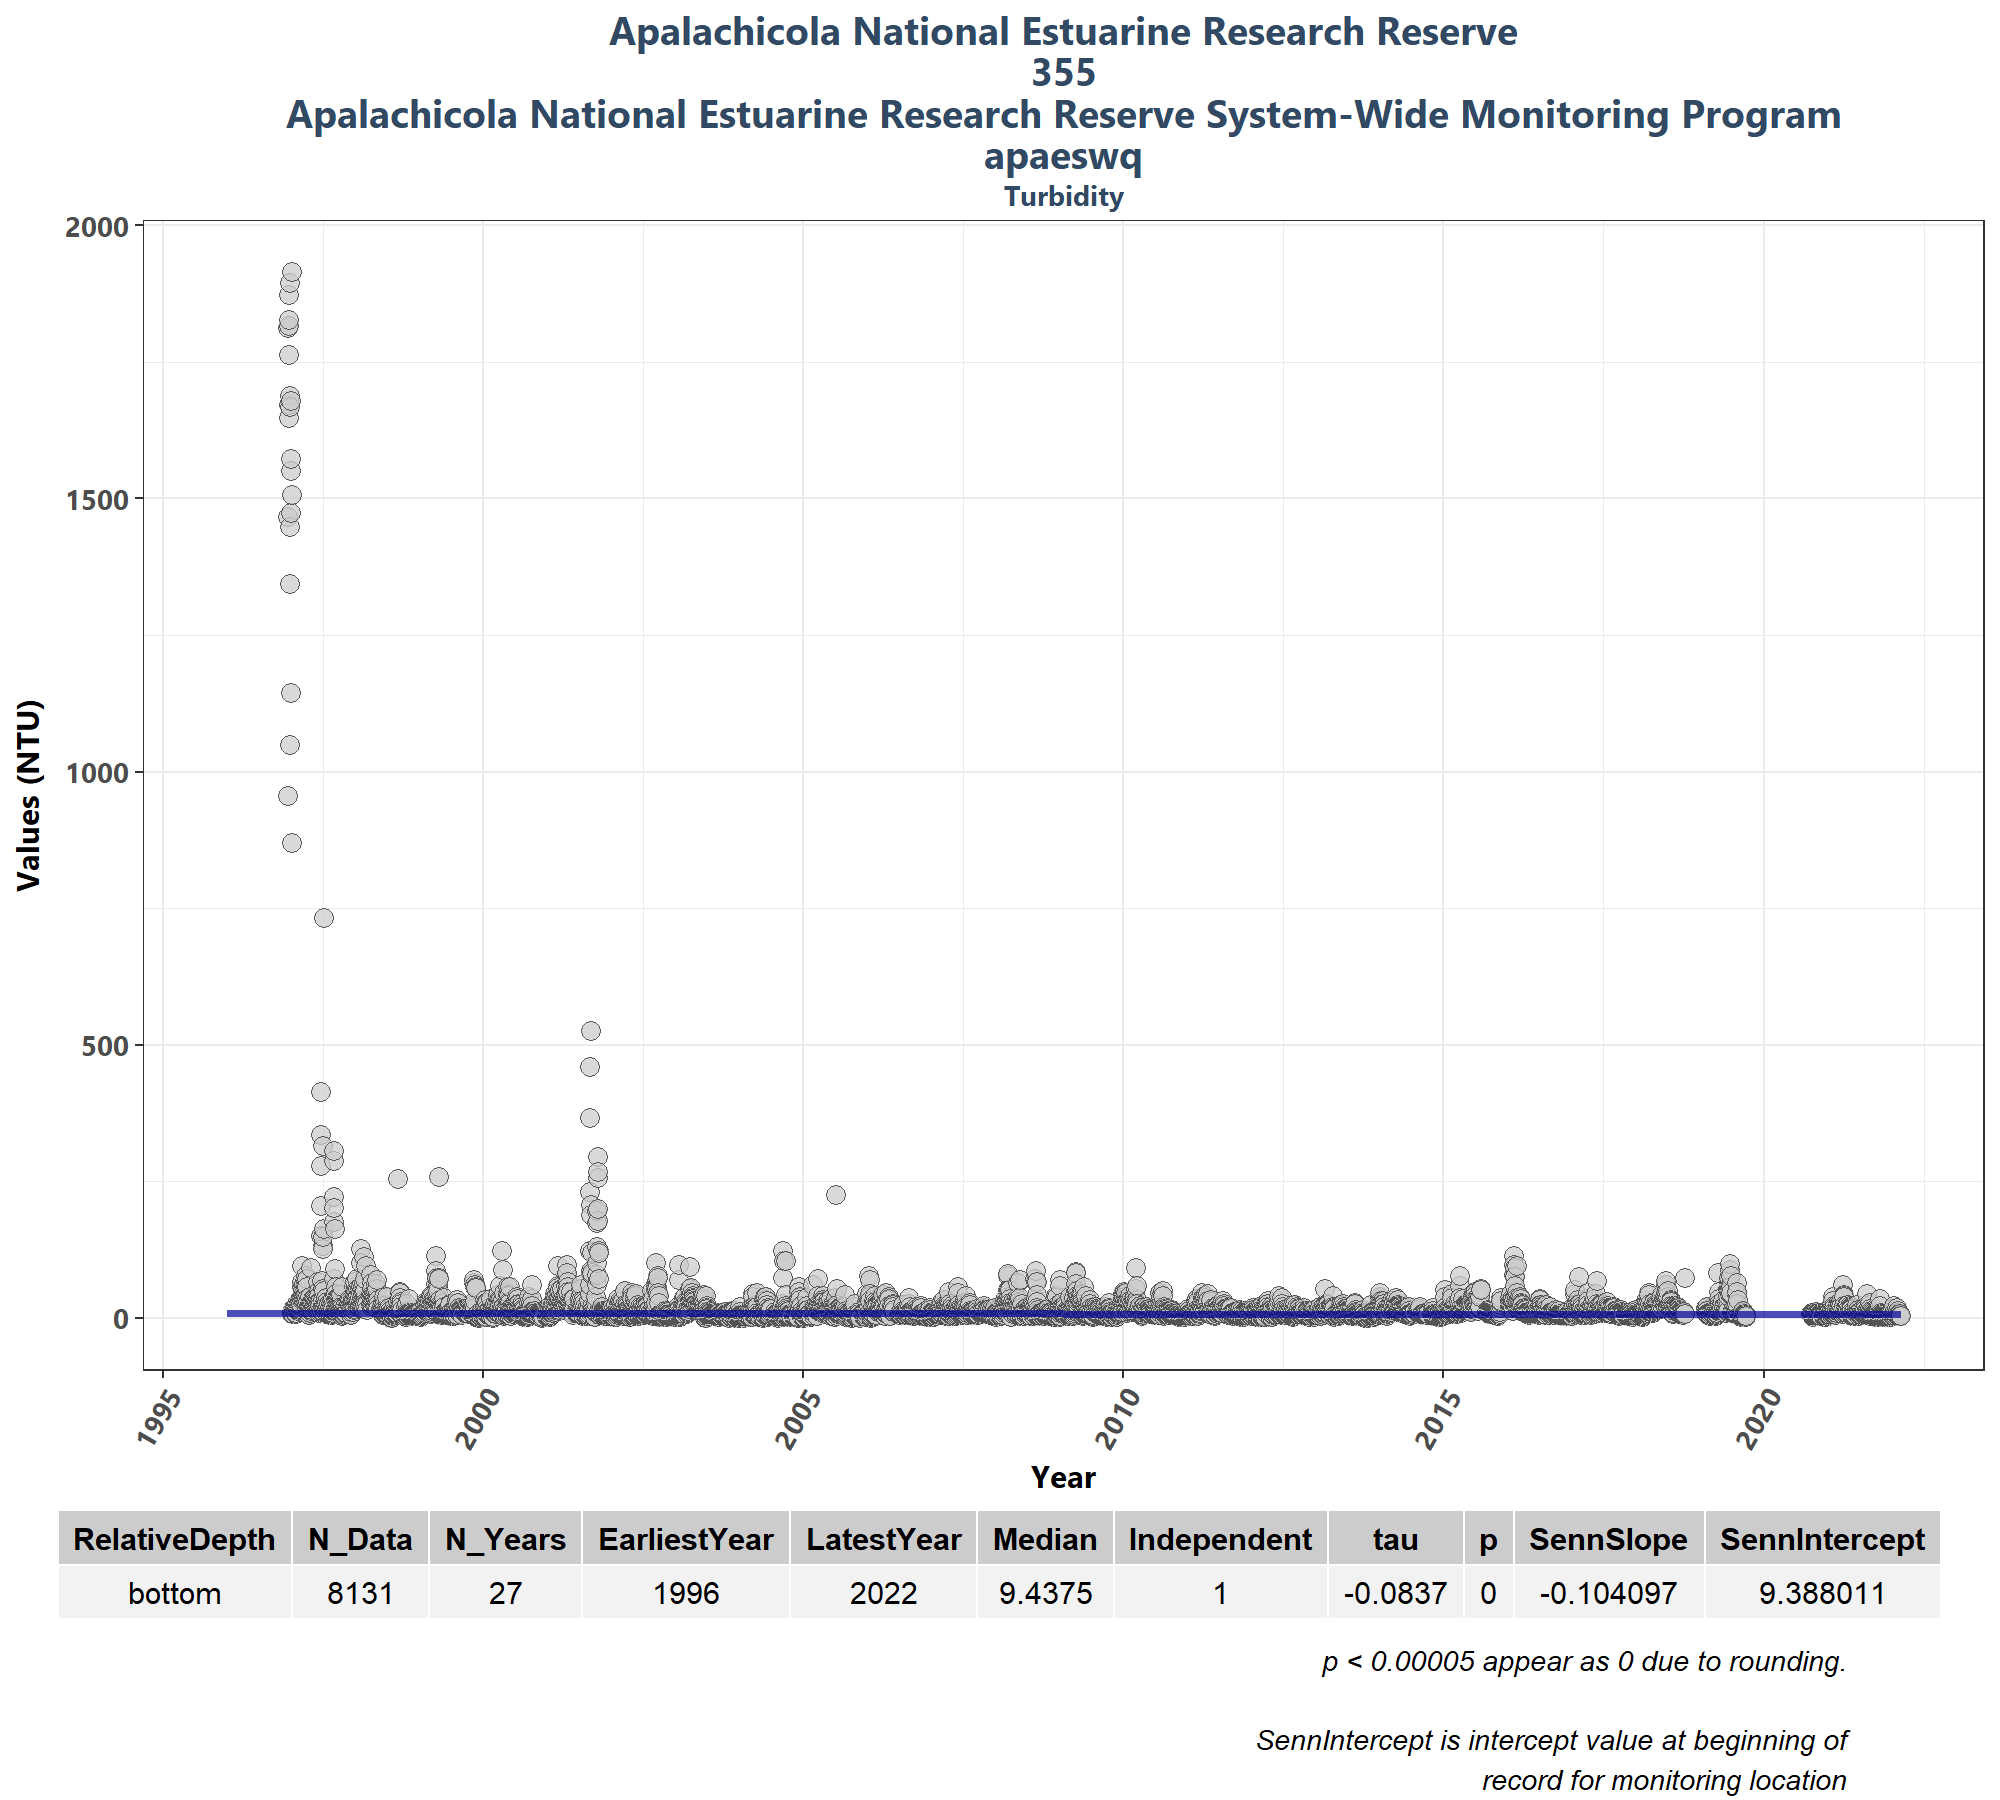 Apalachicola National Estuarine Research Reserve
355
Apalachicola National Estuarine Research Reserve System-Wide Monitoring Program
apaeswq
Turbidity
2000
1500
1000
500
0
Values (NTU)
1995
2000
2005
2010
2015
2020
Year
RelativeDepth N_Data N_Years EarliestYear LatestYear Median Independent tau p SennSlope SennIntercept
bottom 8131 27 1996 2022 9.4375 1 -0.0837 0 -0.104097 9.388011
p < 0.00005 appear as 0 due to rounding.
SennIntercept is intercept value at beginning of
record for monitoring location